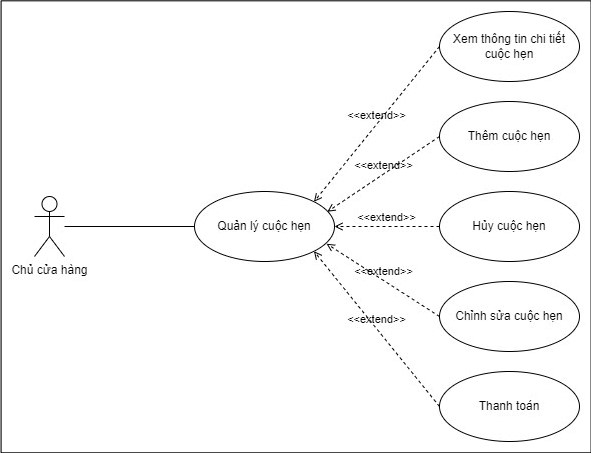 Xem thông tin chi tiết
cuộc hẹn
<<extend>>
Thêm cuộc hẹn
<<extend>>
Quản lý cuộc hẹn
<<extend>>
Hủy cuộc hẹn
Chủ cửa hàng
<<extend>>
Chỉnh sửa cuộc hẹn
<<extend>>
Thanh toán